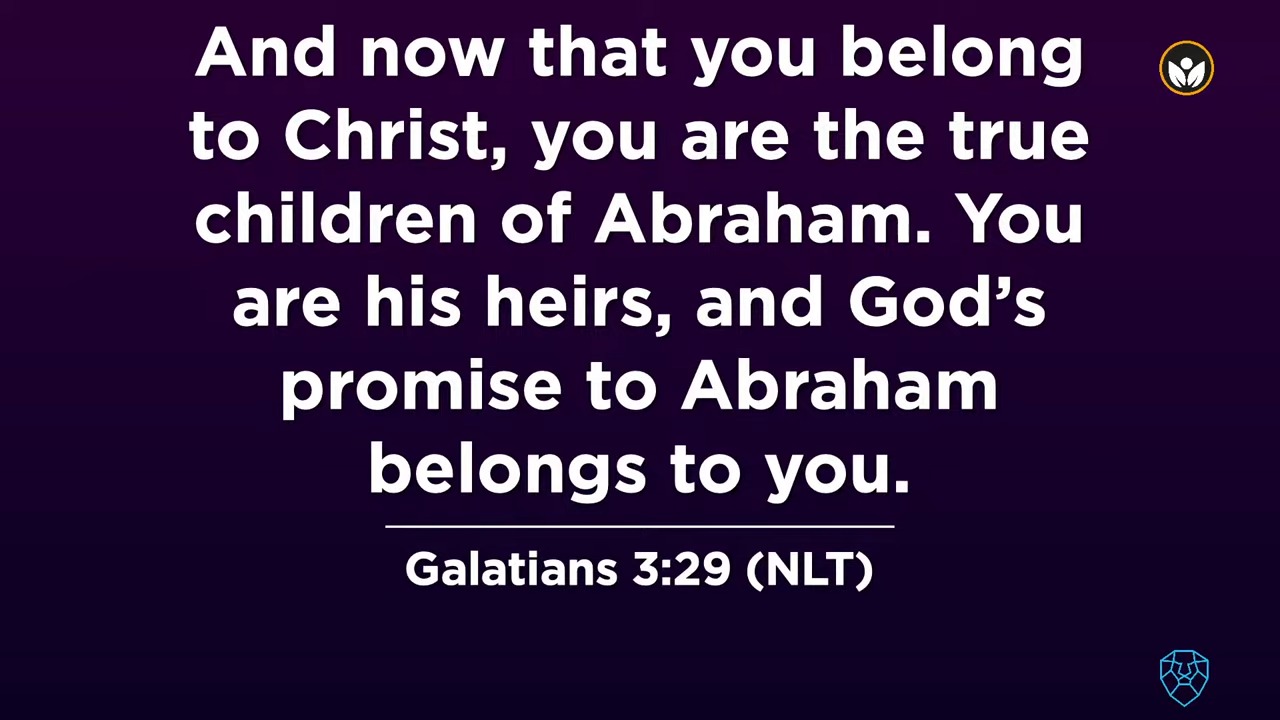 And now that you belong
to Christ, you are the true
children of Abraham. You
are his heirs, and God’s
promise to Abraham
belongs to you.
Galatians 3:29 (NLT)